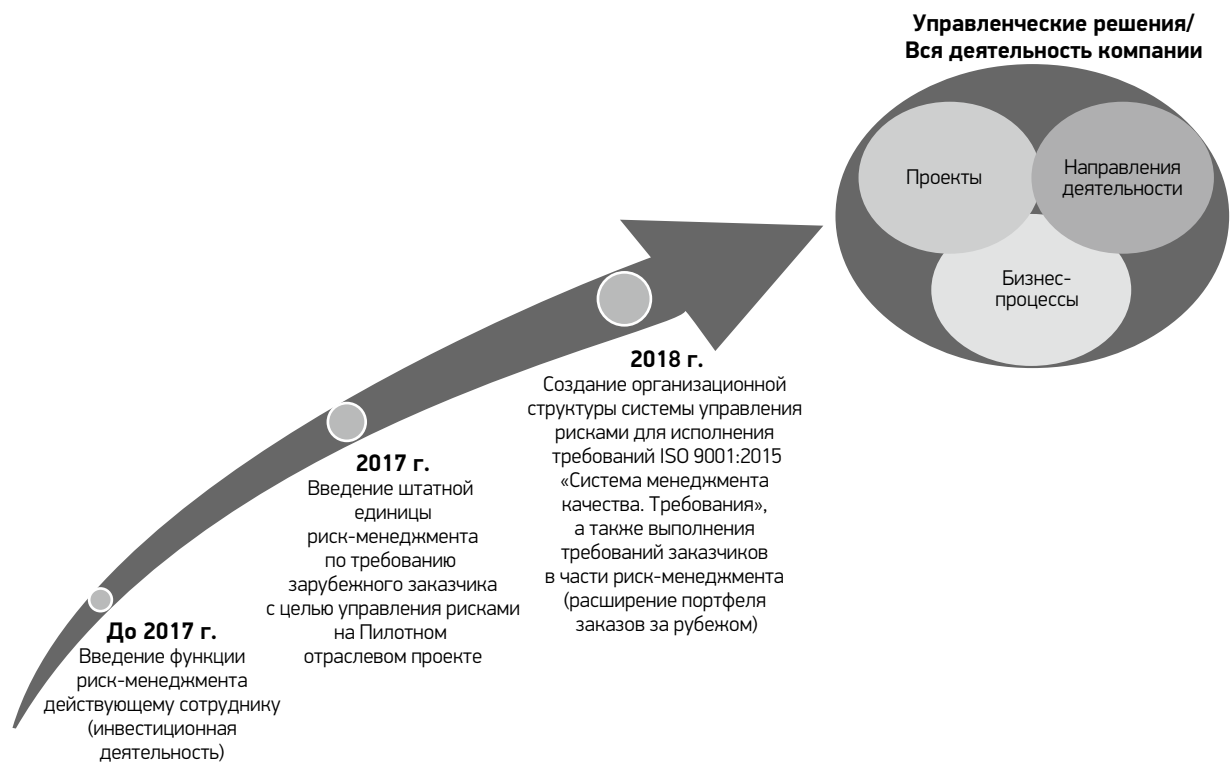 Управленческие решения/
Вся деятельность компании
Проекты
Направления
деятельности
Бизнес-
процессы
2018 г.
Создание организационной
структуры системы управления
рисками для исполнения
требований ISO 9001:2015
«Система менеджмента
качества. Требования»,
а также выполнения
требований заказчиков
в части риск-менеджмента
(расширение портфеля
заказов за рубежом)
2017 г.
Введение штатной
единицы
риск-менеджмента
по требованию
зарубежного заказчика
с целью управления рисками
на Пилотном
отраслевом проекте
До 2017 г.
Введение функции
риск-менеджмента
действующему сотруднику
(инвестиционная
деятельность)